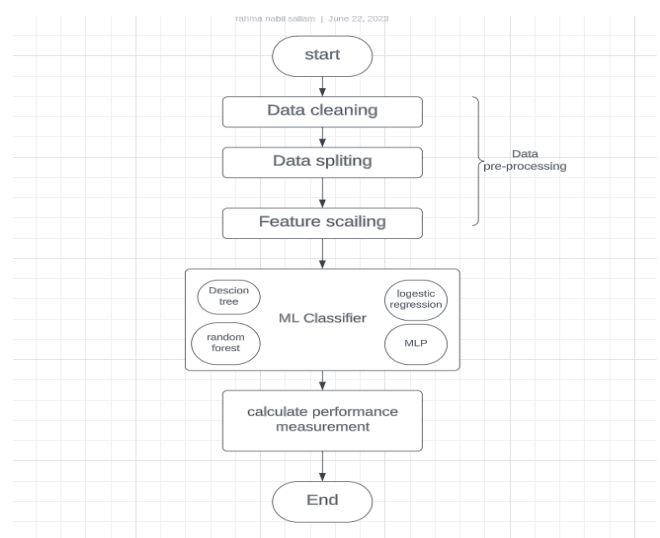 rahma nabil sallam | June 22, 2023
start
Data cleaning
Data spliting
Data
pre-processing
Feature scailing
Descion
tree
logestic
regression
ML Classifier
random
forest
MLP
calculate performance
measurement
End